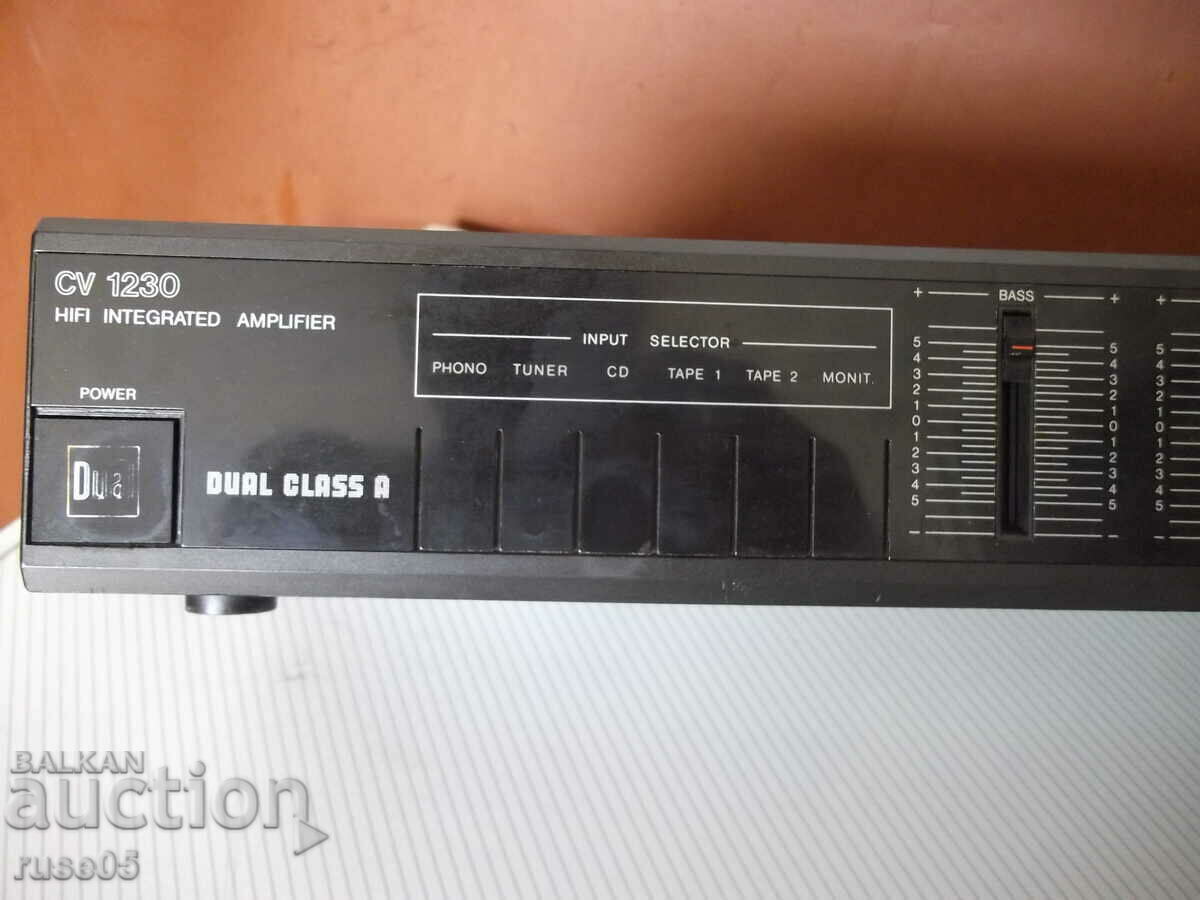 CV 1230
HIFI INTEGRATED AMPLIFIER
POWER
Dual
DUAL CLASS A
INPUT SELECTOR
PHONO TUNER CD TAPE 1 TAPE 2 MONIT.
+ BASS + +
5 5 5
4 4 4
3 3 3
2 2 2
1 1 1
0 0 0
1 1 1
2 2 2
3 3 3
4 4 4
5 5 5
- - -
BALKAN
auction
ruse05